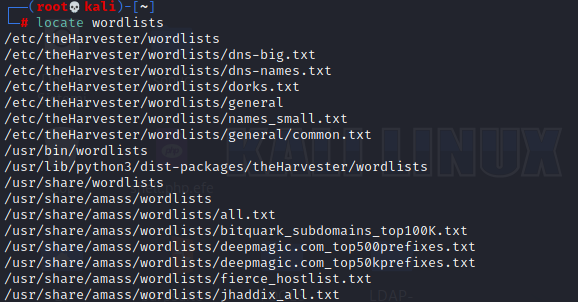 (root💀kali)-[~]
# locate wordlists
/etc/theHarvester/wordlists
/etc/theHarvester/wordlists/dns-big.txt
/etc/theHarvester/wordlists/dns-names.txt
/etc/theHarvester/wordlists/dorks.txt
/etc/theHarvester/wordlists/general
/etc/theHarvester/wordlists/names_small.txt
/etc/theHarvester/wordlists/general/common.txt
/usr/bin/wordlists
/usr/lib/python3/dist-packages/theHarvester/wordlists
/usr/share/wordlists
/usr/share/amass/wordlists
/usr/share/amass/wordlists/all.txt
/usr/share/amass/wordlists/bitquark_subdomains_top100K.txt
/usr/share/amass/wordlists/deepmagic.com_top500prefixes.txt
/usr/share/amass/wordlists/deepmagic.com_top50kprefixes.txt
/usr/share/amass/wordlists/fierce_hostlist.txt
/usr/share/amass/wordlists/jhaddix_all.txt
KALI LINUX
LDAP-